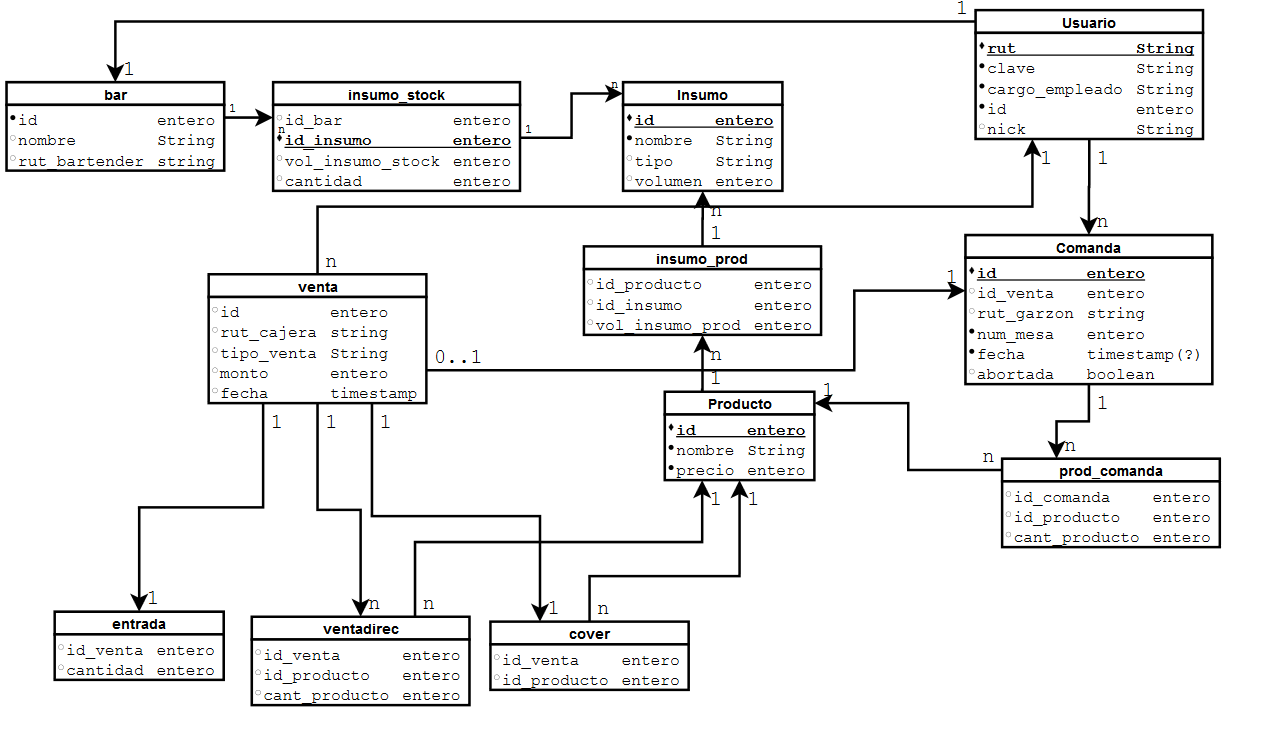 1
Usuario
rut String
clave String
cargo_empleado String
id entero
nick String
1
bar
id entero
nombre String
rut_bartender string
1
n
insumo_stock
id_bar entero
id_insumo entero
vol_insumo_stock entero
cantidad entero
1
n
Insumo
id entero
nombre String
tipo String
volumen entero
1
1
n
n
1
n
insumo_prod
id_producto entero
id_insumo entero
vol_insumo_prod entero
Comanda
id entero
id_venta entero
rut_garzon string
num_mesa entero
fecha timestamp(?)
abortada boolean
1
venta
id entero
rut_cajera string
tipo_venta String
monto entero
fecha timestamp
0..1
n
1
Producto
id entero
nombre String
precio entero
1
1
n
n
prod_comanda
id_comanda entero
id_producto entero
cant_producto entero
1
1
1
1
1
1
n
n
1
n
entrada
id_venta entero
cantidad entero
ventadirec
id_venta entero
id_producto entero
cant_producto entero
cover
id_venta entero
id_producto entero